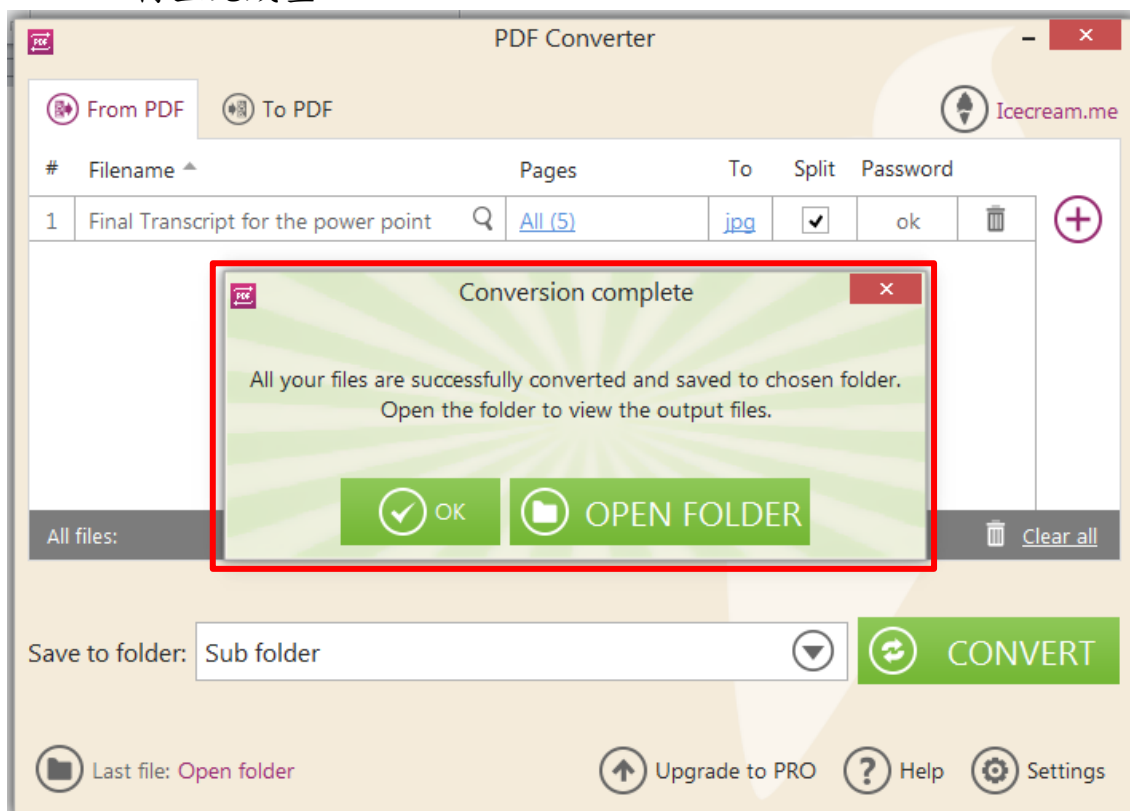 PDF
PDF Converter
From PDF
To PDF
Icecream.me
# Filename Pages To Split Password
1 Final Transcript for the power point All (5) jpg ok
PDF
Conversion complete
All your files are successfully converted and saved to chosen folder.
Open the folder to view the output files.
OK
OPEN FOLDER
All files:
Clear all
Save to folder: Sub folder
CONVERT
Last file: Open folder
Upgrade to PRO
? Help
Settings